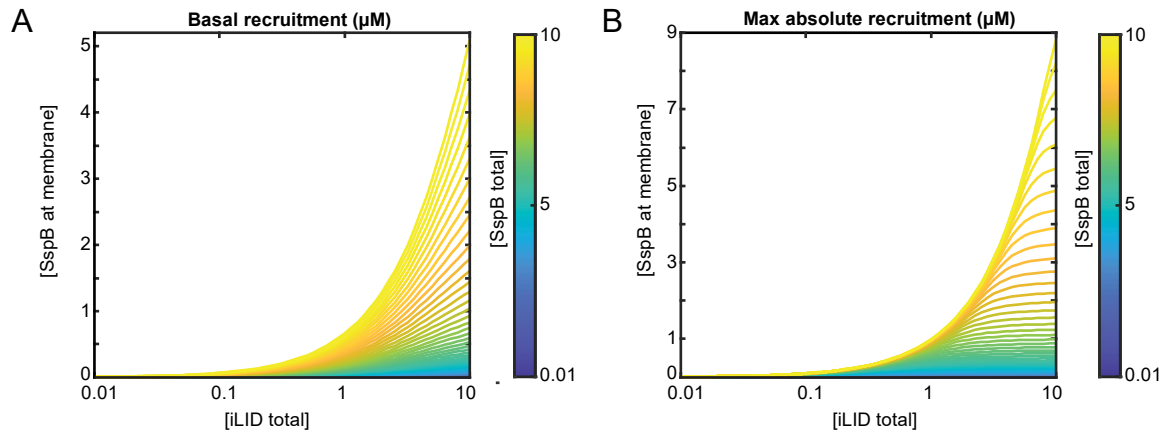 A
Basal recruitment (µM)
[SspB at membrane]
5
4
3
2
1
0
0.01
0.1
1
10
[iLID total]
10
5
0.01
[SspB total]
B
Max absolute recruitment (µM)
[SspB at membrane]
9
7
5
3
1
0
0.01
0.1
1
10
[iLID total]
10
5
0.01
[SspB total]